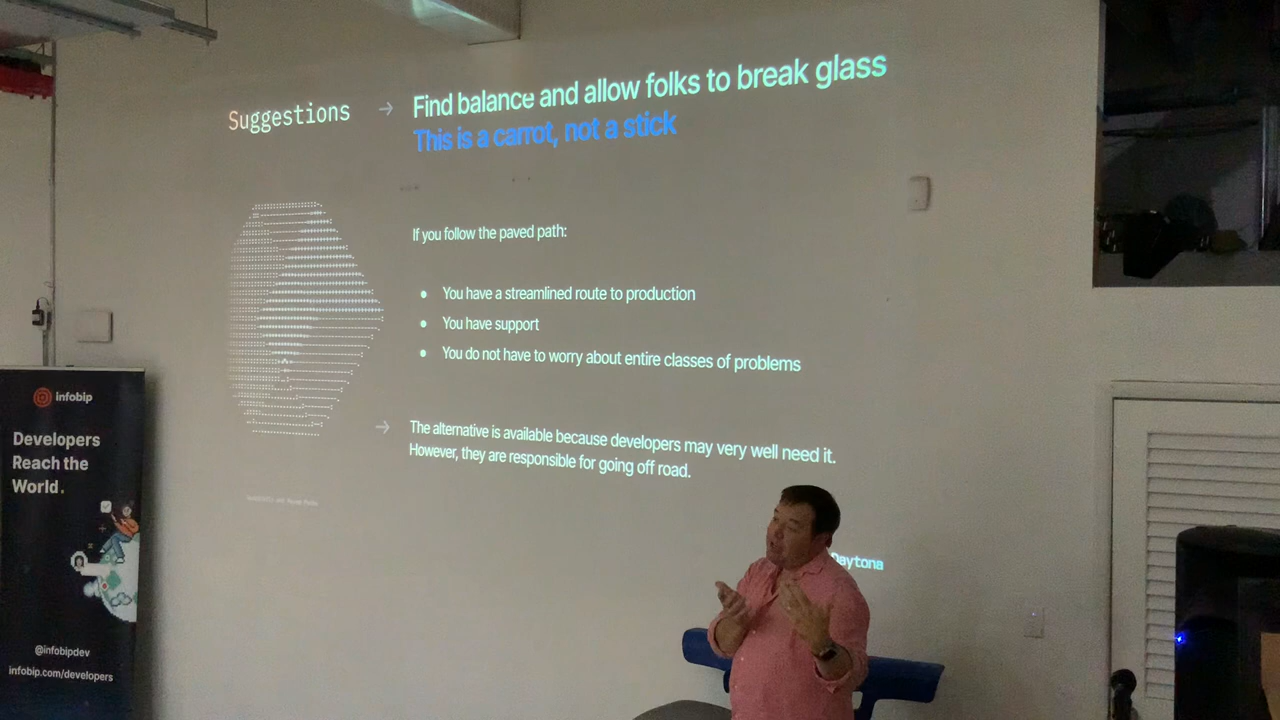 Suggestions
→ Find balance and allow folks to break glass
This is a carrot, not a stick
If you follow the paved path:
● You have a streamlined route to production
● You have support
● You do not have to worry about entire classes of problems
→ The alternative is available because developers may very well need it.
However, they are responsible for going off road.
Daytona
infobip
Developers
Reach the
World.
@infobipdev
infobip.com/developers